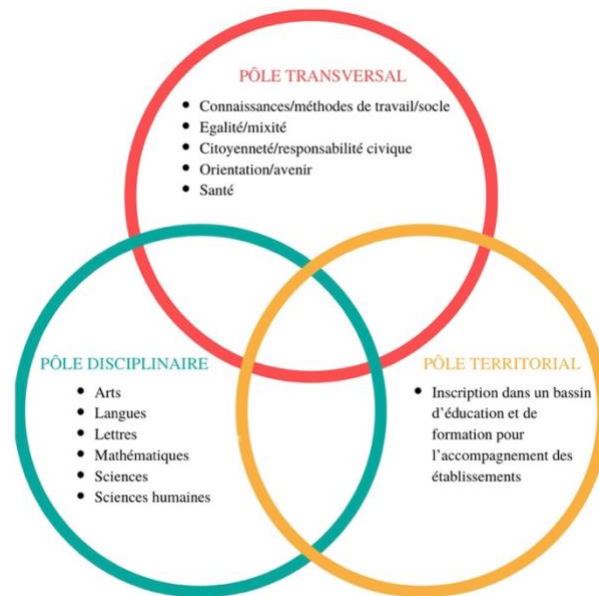 PÔLE TRANSVERSAL
• Connaissances/méthodes de travail/socle
• Egalité/mixité
• Citoyenneté/responsabilité civique
• Orientation/avenir
• Santé
PÔLE DISCIPLINAIRE
• Arts
• Langues
• Lettres
• Mathématiques
• Sciences
• Sciences humaines
PÔLE TERRITORIAL
• Inscription dans un bassin
d'éducation et de
formation pour
l'accompagnement des
établissements